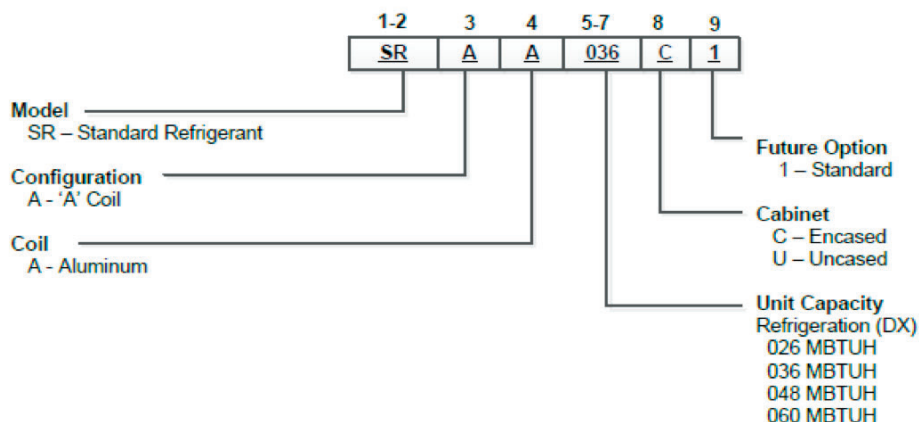 1-2 3 4 5-7 8 9
SR A A 036 C 1
Model
SR – Standard Refrigerant
Configuration
A - 'A' Coil
Coil
A - Aluminum
Future Option
1 – Standard
Cabinet
C – Encased
U – Uncased
Unit Capacity
Refrigeration (DX)
026 MBTUH
036 MBTUH
048 MBTUH
060 MBTUH